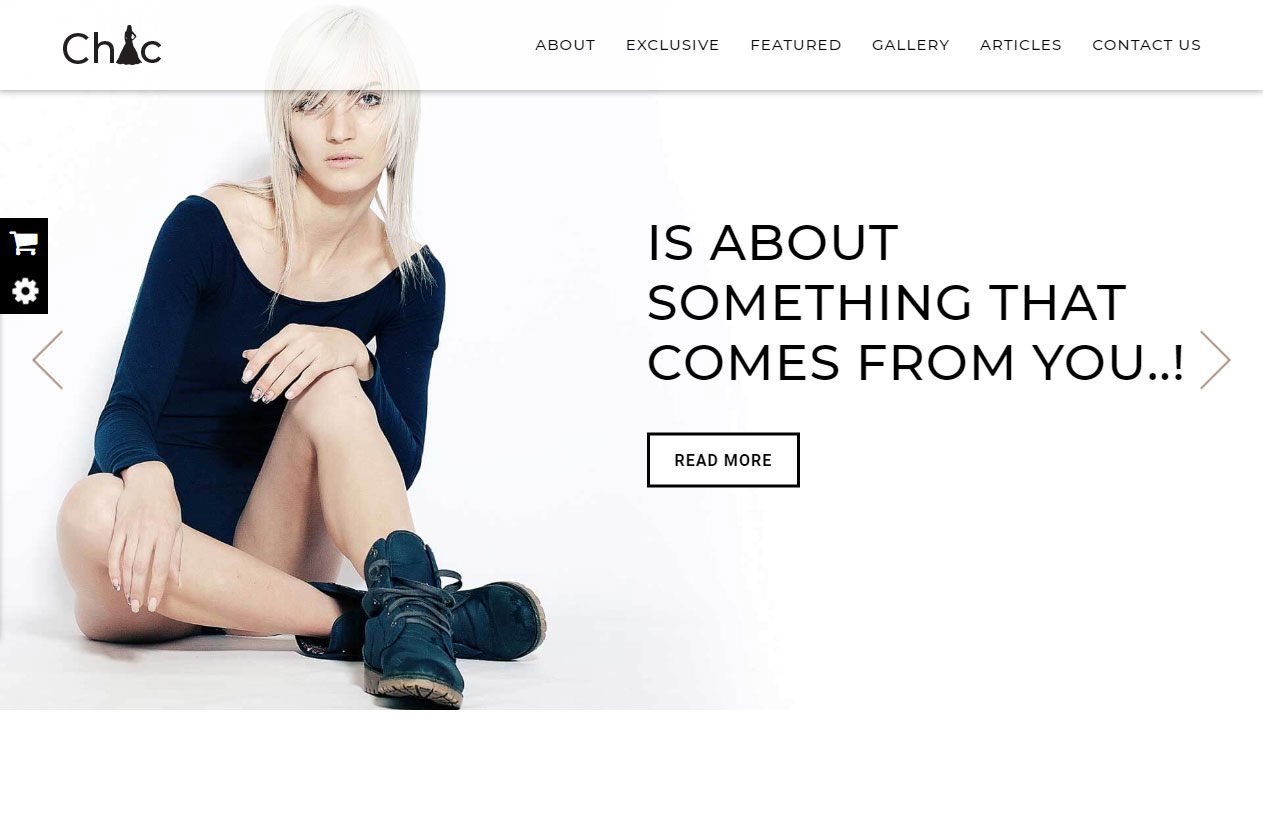 Chic
ABOUT EXCLUSIVE FEATURED GALLERY ARTICLES CONTACT US
IS ABOUT
SOMETHING THAT
COMES FROM YOU..!
READ MORE